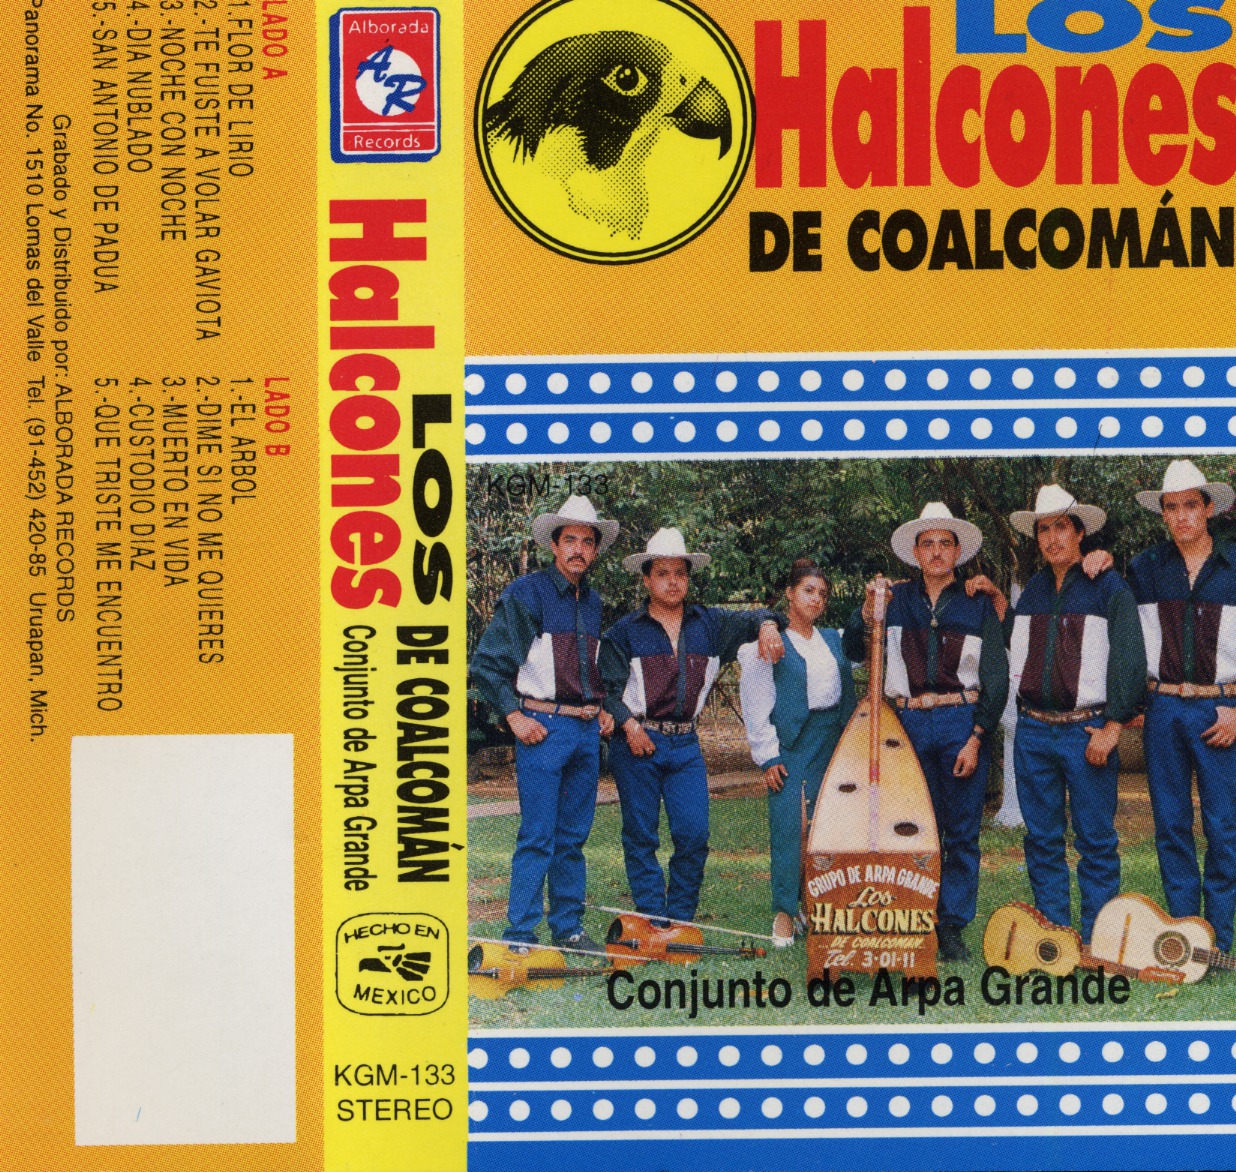 LADO A
1.FLOR DE LIRIO
2.-TE FUISTE A VOLAR GAVIOTA
3.-NOCHE CON NOCHE
4.-DIA NUBLADO
5.-SAN ANTONIO DE PADUA
LADO B
1.-EL ARBOL
2.-DIME SI NO ME QUIERES
3.-MUERTO EN VIDA
4.-CUSTODIO DIAZ
5.-QUE TRISTE ME ENCUENTRO
Grabado y Distribuido por: ALBORADA RECORDS
Panorama No. 1510 Lomas del Valle Tel. (91-452) 420-85 Uruapan, Mich.
Alborada
AR
Records
LOS
Halcones
DE COALCOMÁN
Conjunto de Arpa Grande
HECHO EN
MEXICO
KGM-133
STEREO
LOS
Halcones
DE COALCOMÁN
KGM-133
GRUPO DE ARPA GRANDE
Los
HALCONES
DE COALCOMAN
Tel. 3-01-11
Conjunto de Arpa Grande